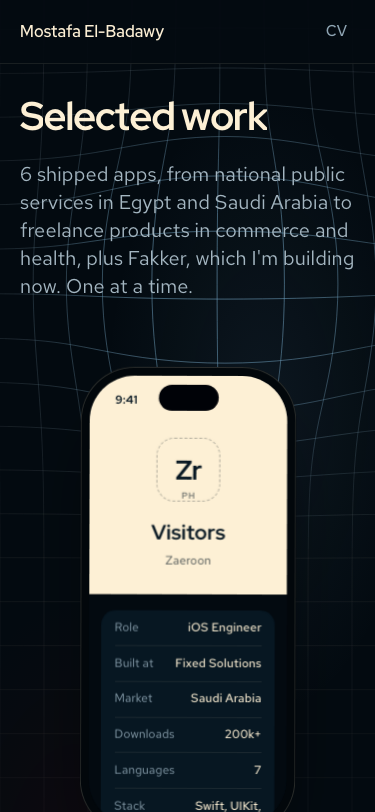 Mostafa El-Badawy
CV
Selected work
6 shipped apps, from national public
services in Egypt and Saudi Arabia to
freelance products in commerce and
health, plus Fakker, which I'm building
now. One at a time.
9:41
Zr
PH
Visitors
Zaeroon
Role iOS Engineer
Built at Fixed Solutions
Market Saudi Arabia
Downloads 200k+
Languages 7
Stack Swift, UIKit,